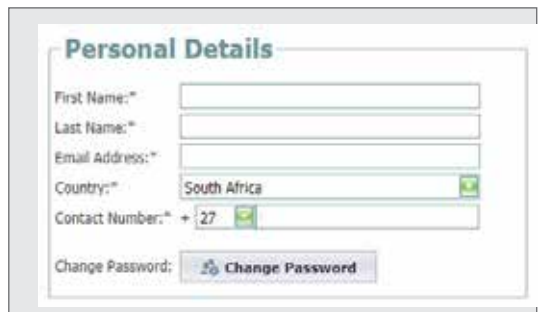 Personal Details
First Name:*
Last Name:*
Email Address:*
Country:* South Africa
Contact Number:* + 27
Change Password: Change Password